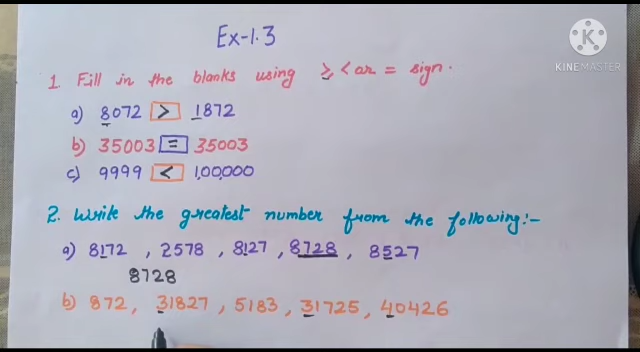 Ex-1.3
KINEMASTER
1. Fill in the blanks using >, < or = sign.
a) 8072 > 1872
b) 35003 = 35003
c) 9999 < 1,00,000
2. Write the greatest number from the following:-
a) 8172 , 2578 , 8127 , 8728 , 8527
8728
b) 872, 31827 , 5183 , 31725 , 40426